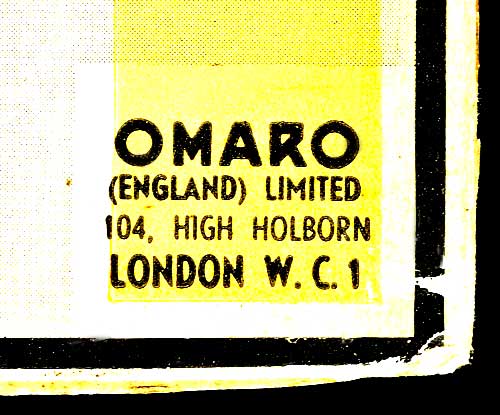 OMARO
(ENGLAND) LIMITED
104, HIGH HOLBORN
LONDON W. C. 1